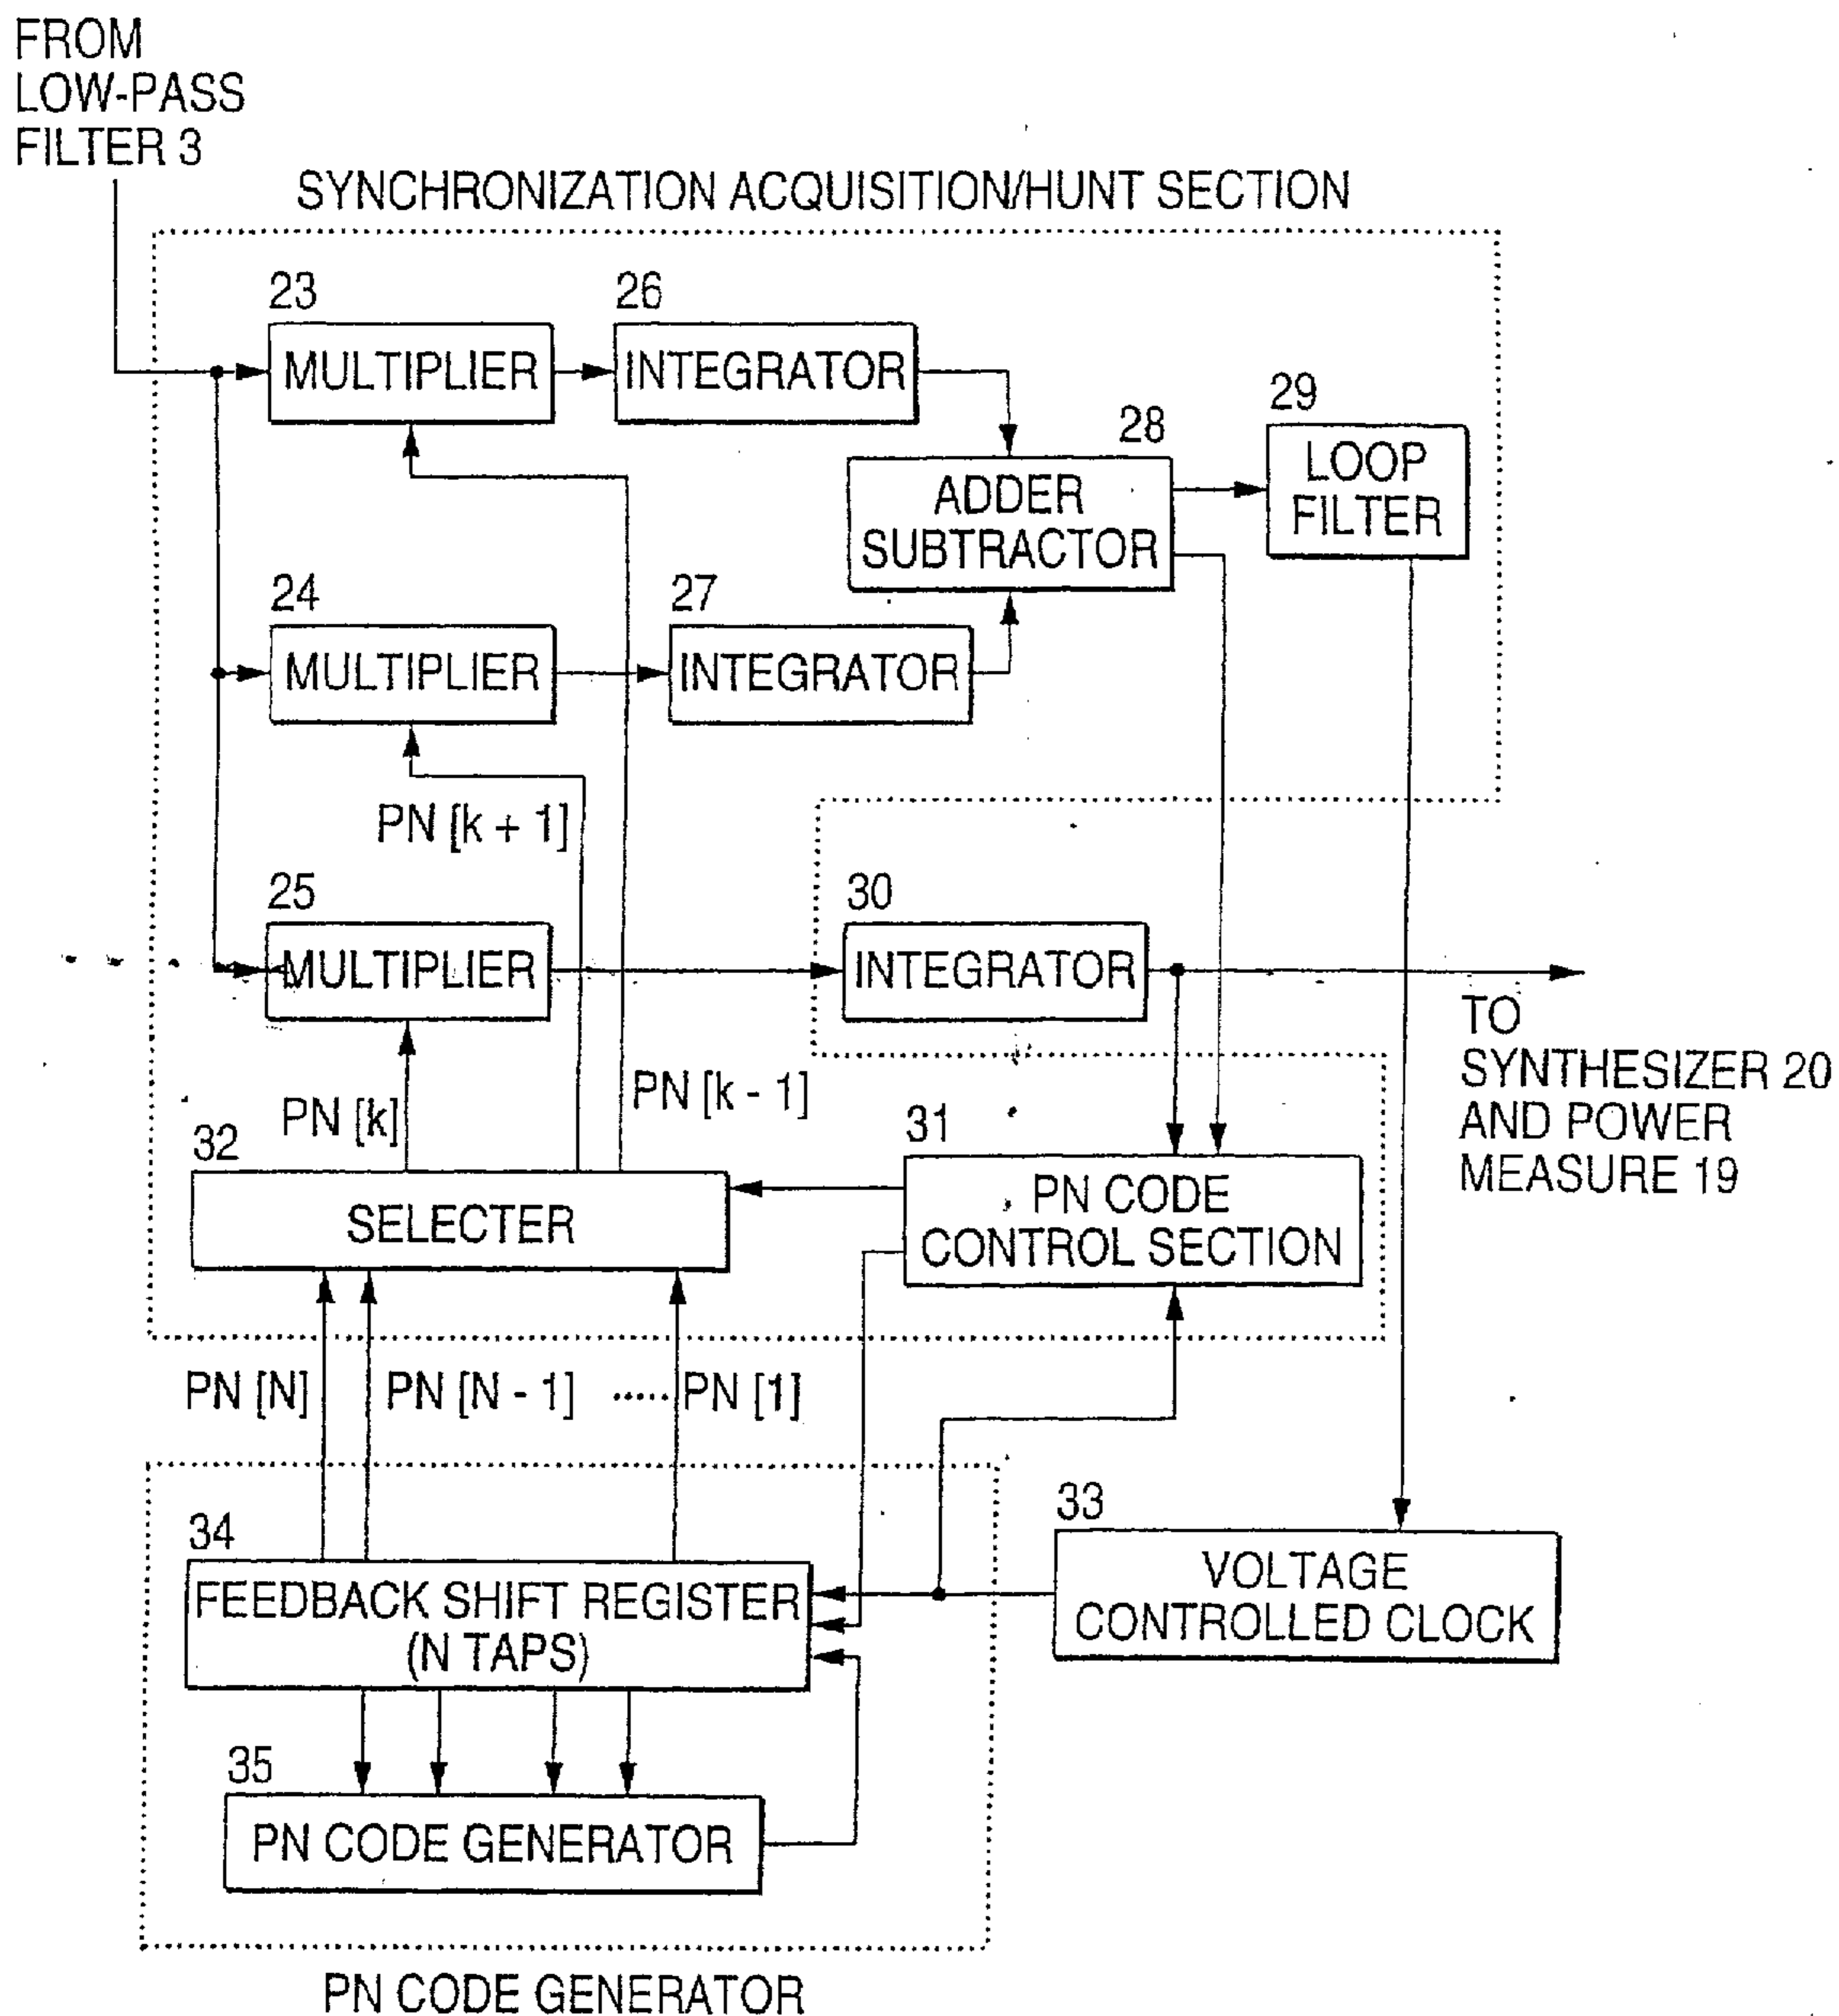 FROM
LOW-PASS
FILTER 3
SYNCHRONIZATION ACQUISITION/HUNT SECTION
23
MULTIPLIER
26
INTEGRATOR
28
ADDER
SUBTRACTOR
29
LOOP
FILTER
24
MULTIPLIER
27
INTEGRATOR
PN [k + 1]
25
MULTIPLIER
30
INTEGRATOR
TO
SYNTHESIZER 20
AND POWER
MEASURE 19
PN [k]
PN [k - 1]
32
SELECTER
31
PN CODE
CONTROL SECTION
PN [N]
PN [N - 1]
.....
PN [1]
34
FEEDBACK SHIFT REGISTER
(N TAPS)
33
VOLTAGE
CONTROLLED CLOCK
35
PN CODE GENERATOR
PN CODE GENERATOR